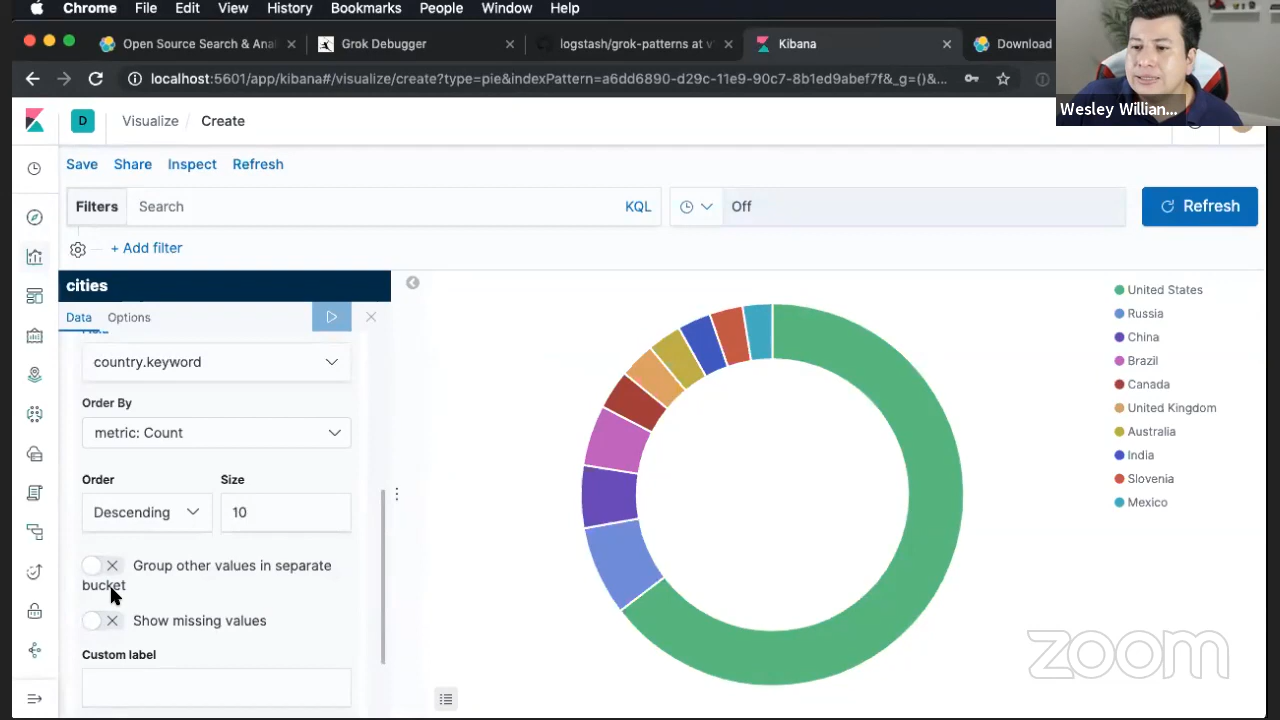 Chrome File Edit View History Bookmarks People Window Help
Open Source Search & Ana
Grok Debugger
logstash/grok-patterns at v
Kibana
Download
localhost:5601/app/kibana#/visualize/create?type=pie&indexPattern=a6dd6890-d29c-11e9-90c7-8b1ed9abef7f&_g=()&...
Wesley Willian...
D
Visualize / Create
Save Share Inspect Refresh
Filters Search KQL
Off
Refresh
+ Add filter
cities
Data Options
country.keyword
Order By
metric: Count
Order Size
Descending 10
Group other values in separate
bucket
Show missing values
Custom label
United States
Russia
China
Brazil
Canada
United Kingdom
Australia
India
Slovenia
Mexico
zoom